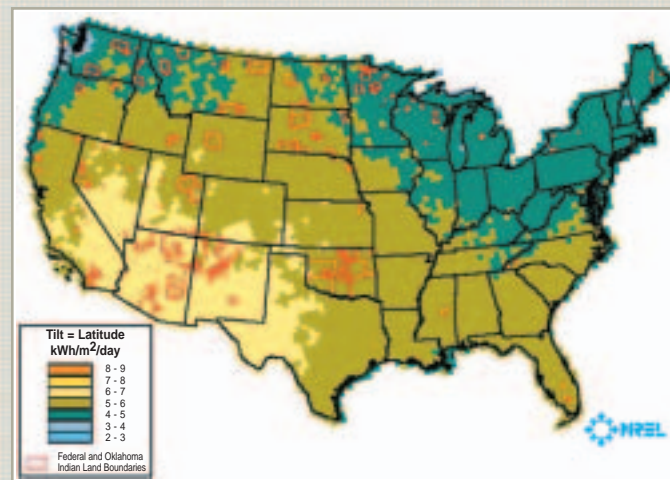 Tilt = Latitude
kWh/m²/day
8 - 9
7 - 8
6 - 7
5 - 6
4 - 5
3 - 4
2 - 3
Federal and Oklahoma
Indian Land Boundaries
NREL